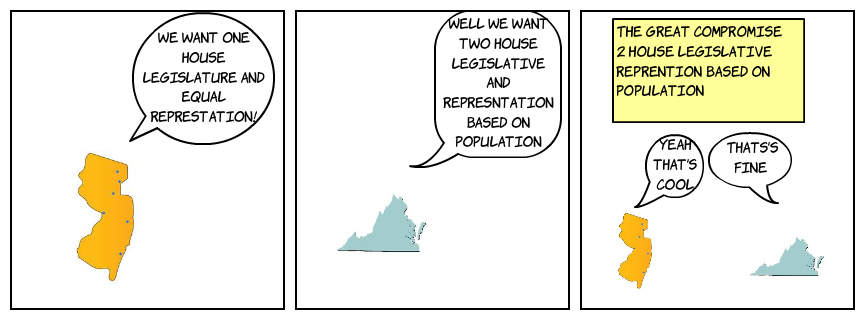 WE WANT ONE
HOUSE
LEGISLATURE AND
EQUAL
REPRESTATION!
WELL WE WANT
TWO HOUSE
LEGISLATIVE
AND
REPRESNTATION
BASED ON
POPULATION
THE GREAT COMPROMISE
2 HOUSE LEGISLATIVE
REPRENTION BASED ON
POPULATION
YEAH
THAT'S
COOL
THATS'S
FINE